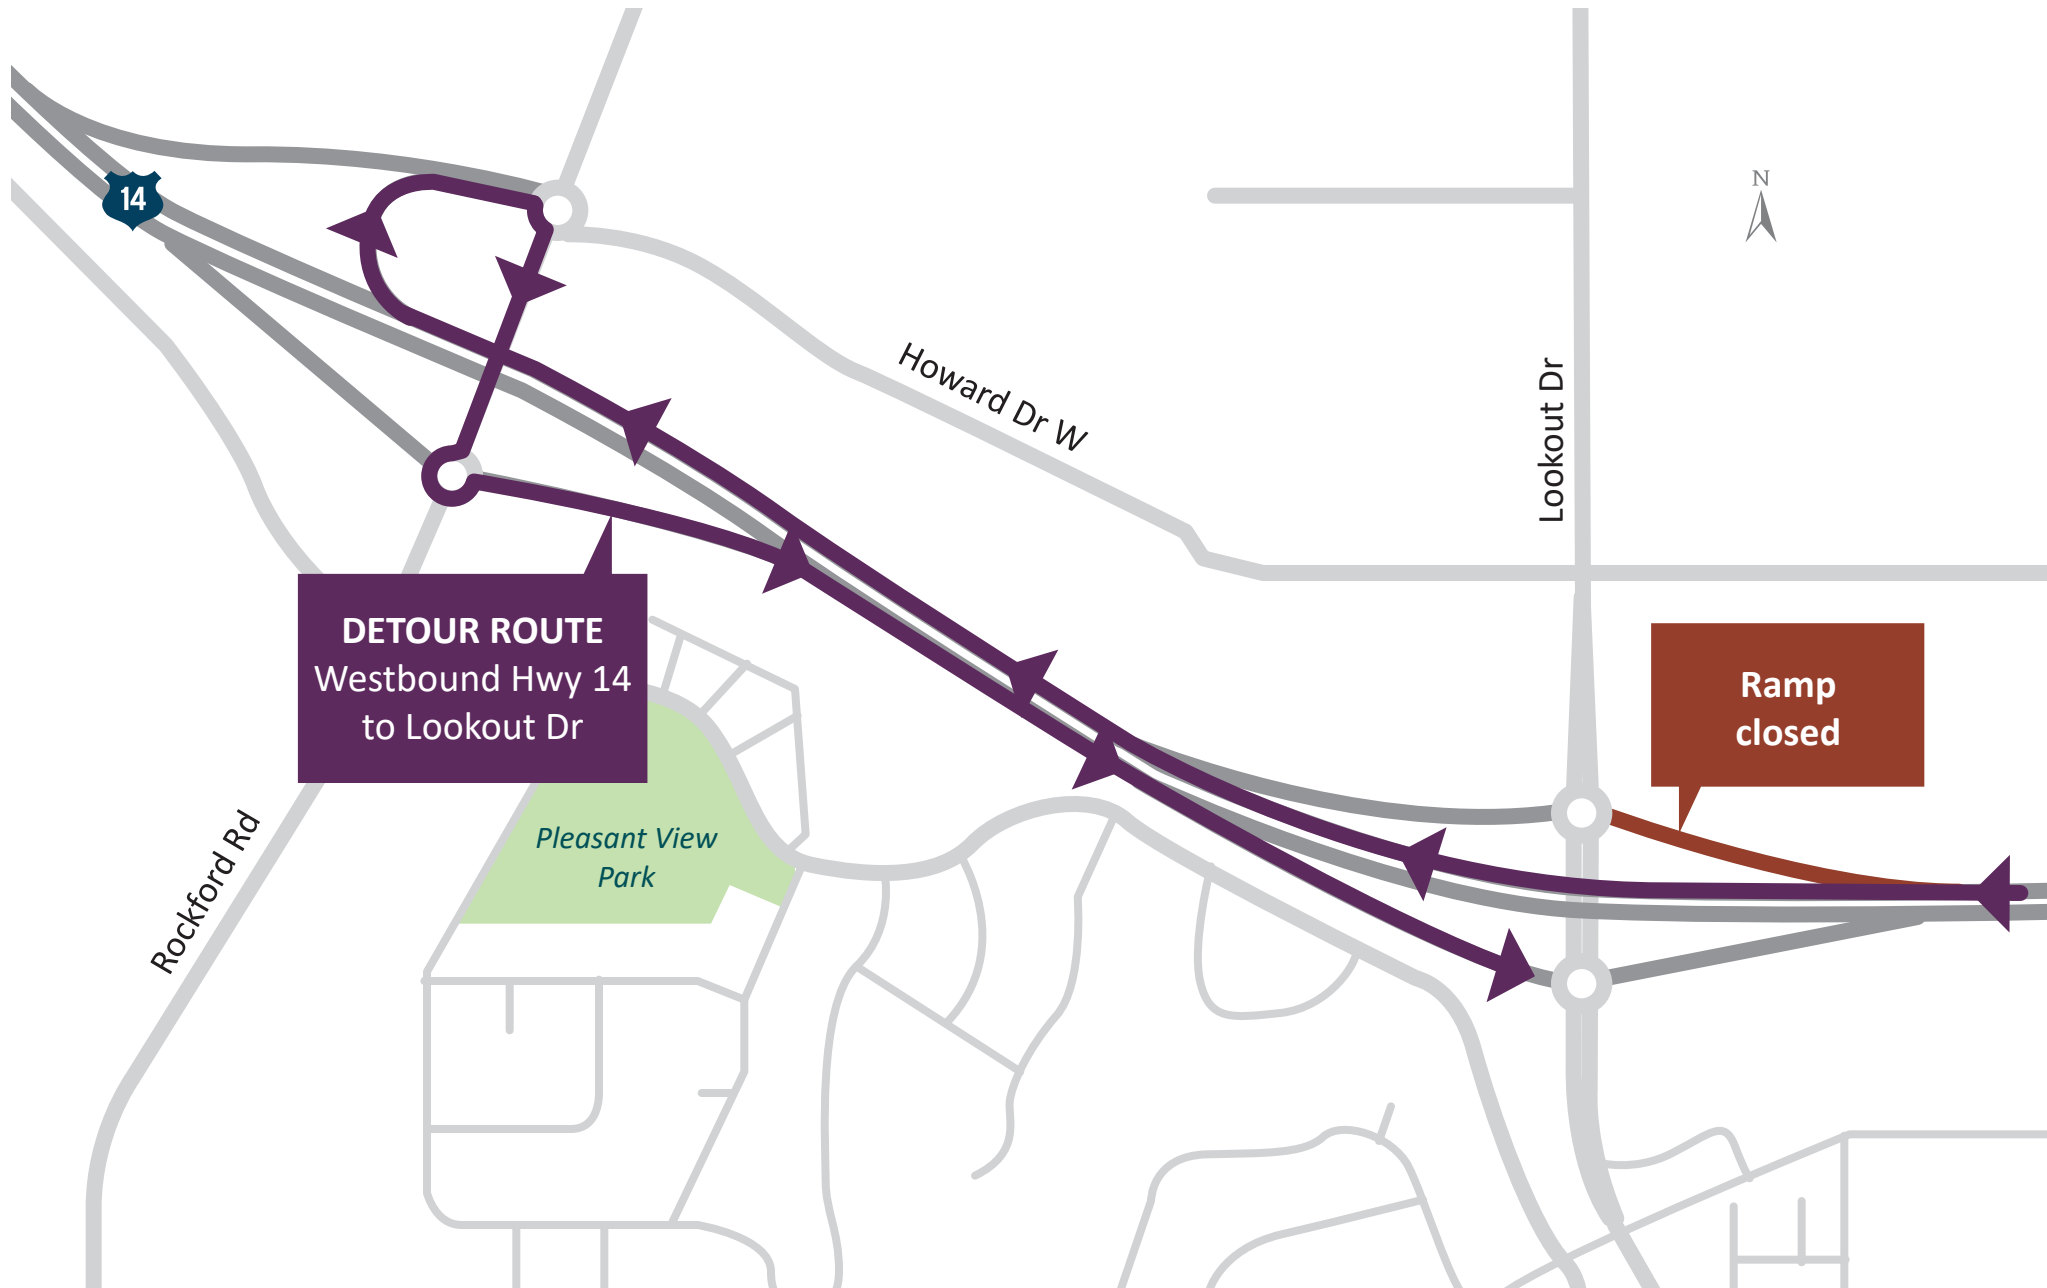 14
N
Howard Dr W
Lookout Dr
DETOUR ROUTE
Westbound Hwy 14
to Lookout Dr
Ramp
closed
Pleasant View
Park
Rockford Rd